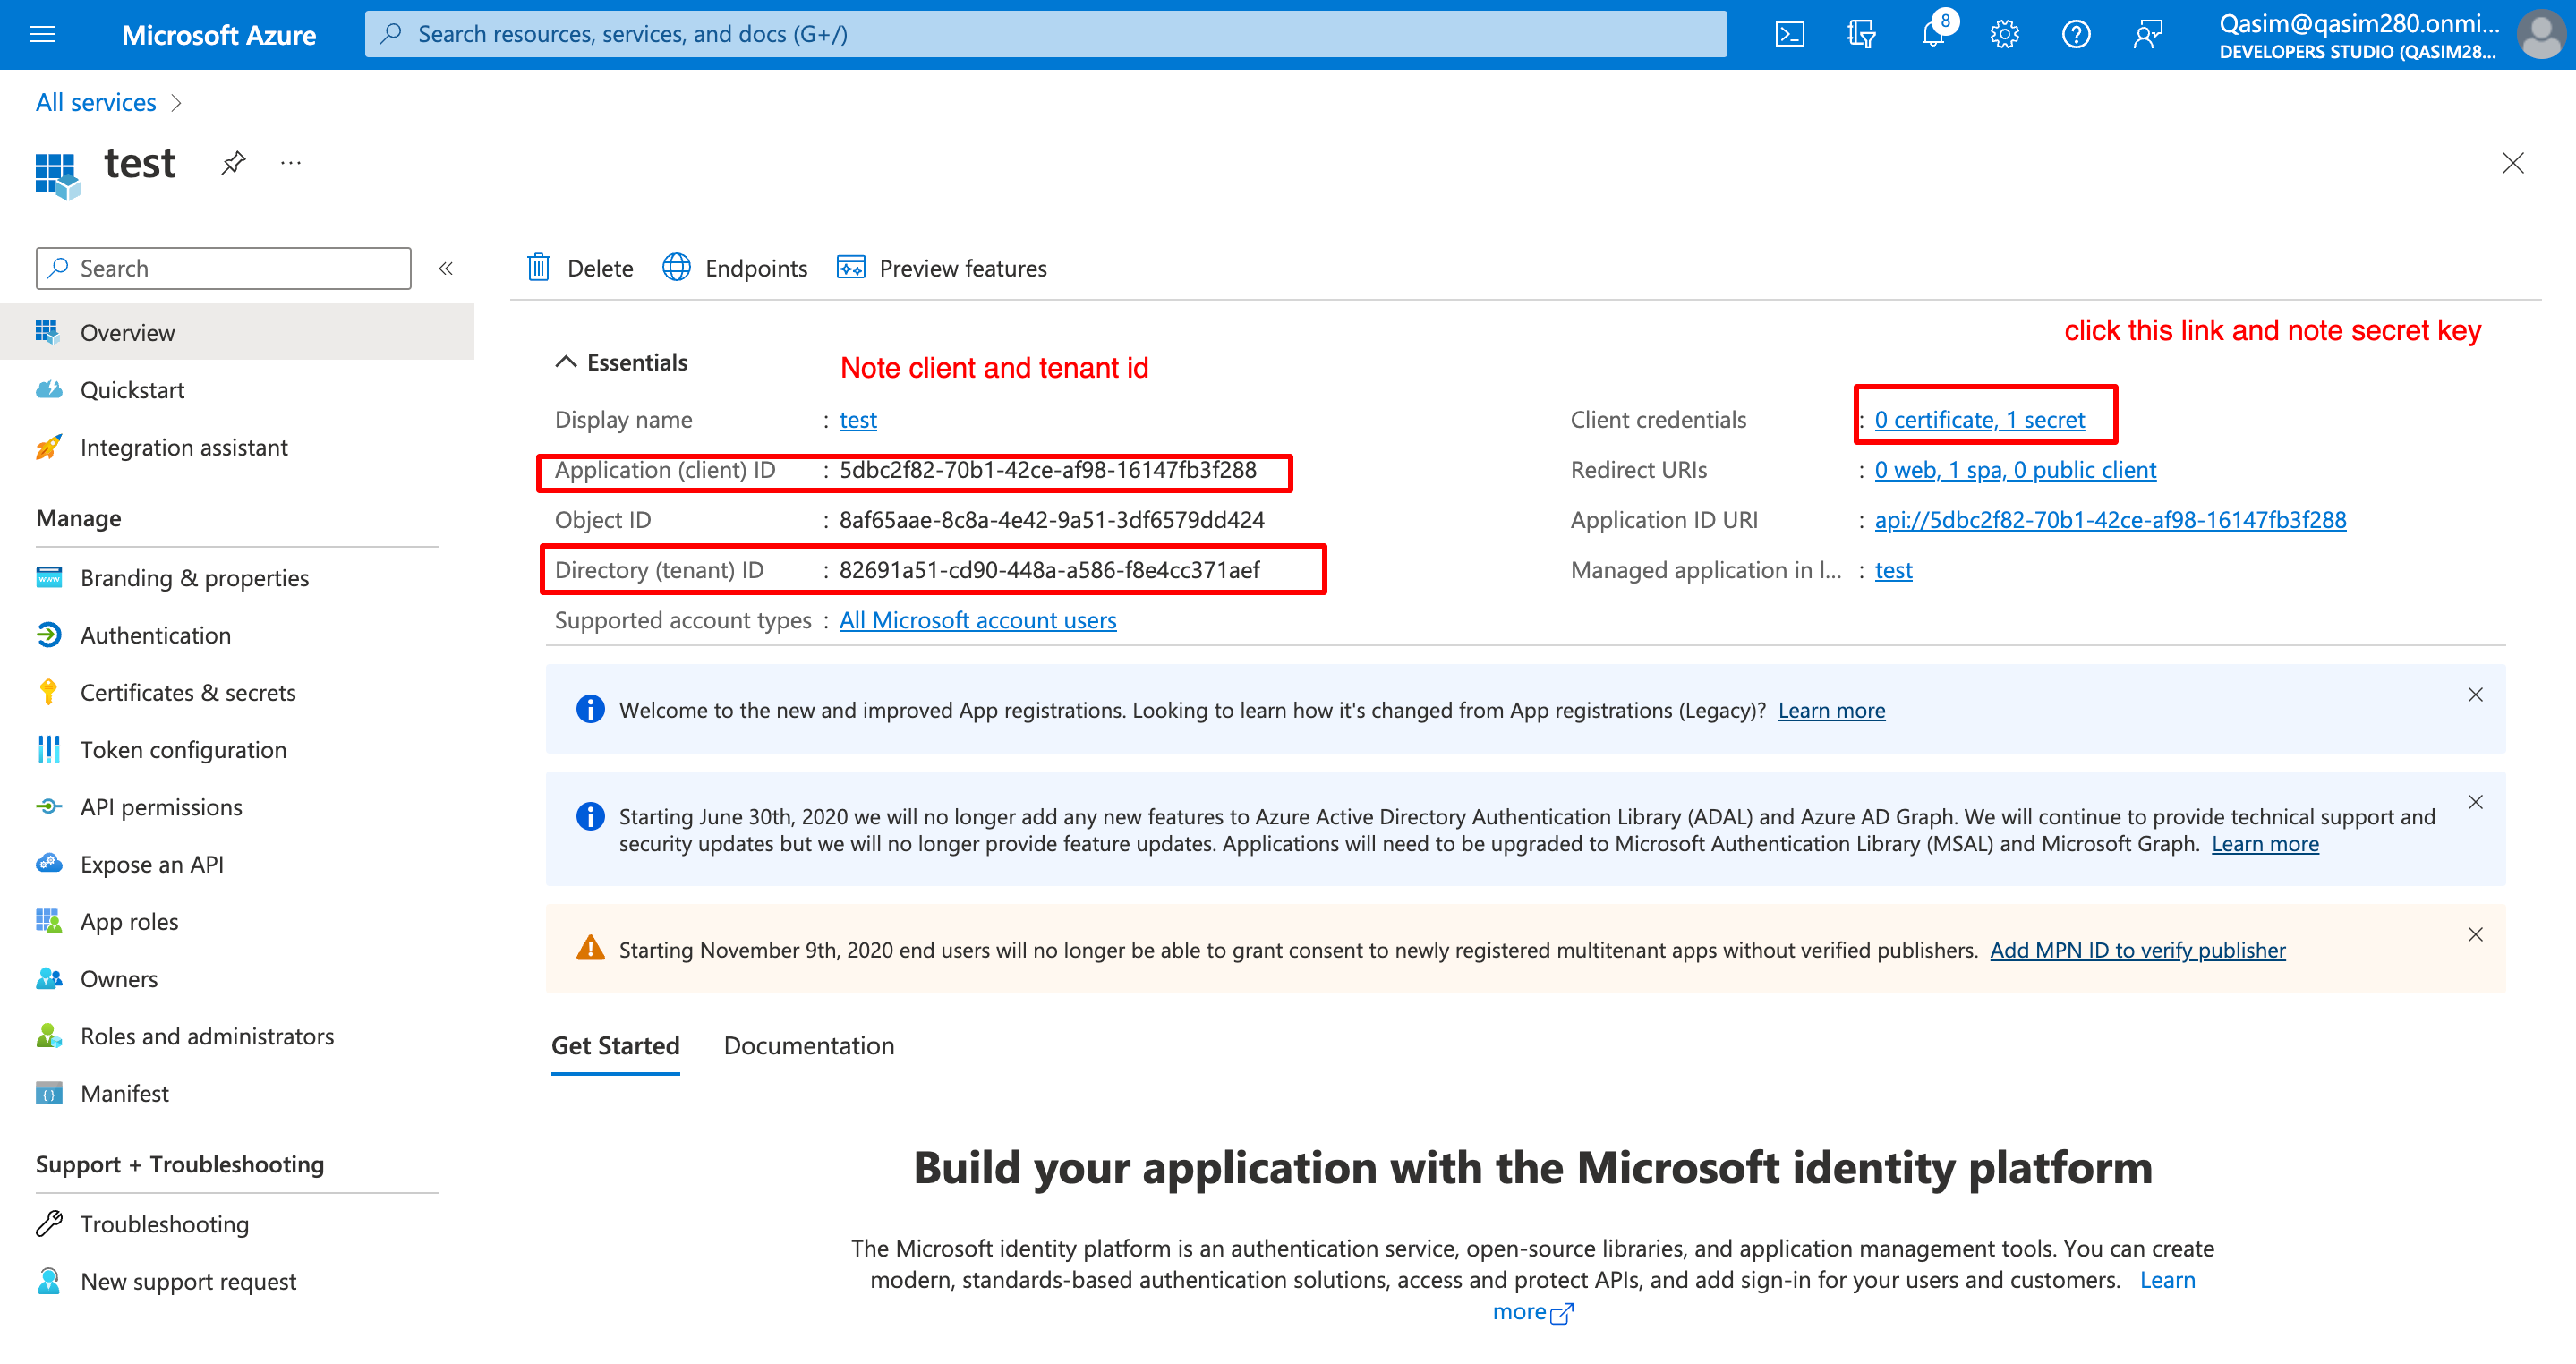 Microsoft Azure
Search resources, services, and docs (G+/)
8
Qasim@qasim280.onmi...
DEVELOPERS STUDIO (QASIM28...
All services
test
...
Search
«
Delete
Endpoints
Preview features
Overview
Quickstart
Integration assistant
Manage
Branding & properties
Authentication
Certificates & secrets
Token configuration
API permissions
Expose an API
App roles
Owners
Roles and administrators
Manifest
Support + Troubleshooting
Troubleshooting
New support request
click this link and note secret key
Essentials
Note client and tenant id
Display name : test
Application (client) ID : 5dbc2f82-70b1-42ce-af98-16147fb3f288
Object ID : 8af65aae-8c8a-4e42-9a51-3df6579dd424
Directory (tenant) ID : 82691a51-cd90-448a-a586-f8e4cc371aef
Supported account types : All Microsoft account users
Client credentials : 0 certificate, 1 secret
Redirect URIs : 0 web, 1 spa, 0 public client
Application ID URI : api://5dbc2f82-70b1-42ce-af98-16147fb3f288
Managed application in l... : test
Welcome to the new and improved App registrations. Looking to learn how it's changed from App registrations (Legacy)? Learn more
Starting June 30th, 2020 we will no longer add any new features to Azure Active Directory Authentication Library (ADAL) and Azure AD Graph. We will continue to provide technical support and
security updates but we will no longer provide feature updates. Applications will need to be upgraded to Microsoft Authentication Library (MSAL) and Microsoft Graph. Learn more
Starting November 9th, 2020 end users will no longer be able to grant consent to newly registered multitenant apps without verified publishers. Add MPN ID to verify publisher
Get Started
Documentation
Build your application with the Microsoft identity platform
The Microsoft identity platform is an authentication service, open-source libraries, and application management tools. You can create
modern, standards-based authentication solutions, access and protect APIs, and add sign-in for your users and customers. Learn
more